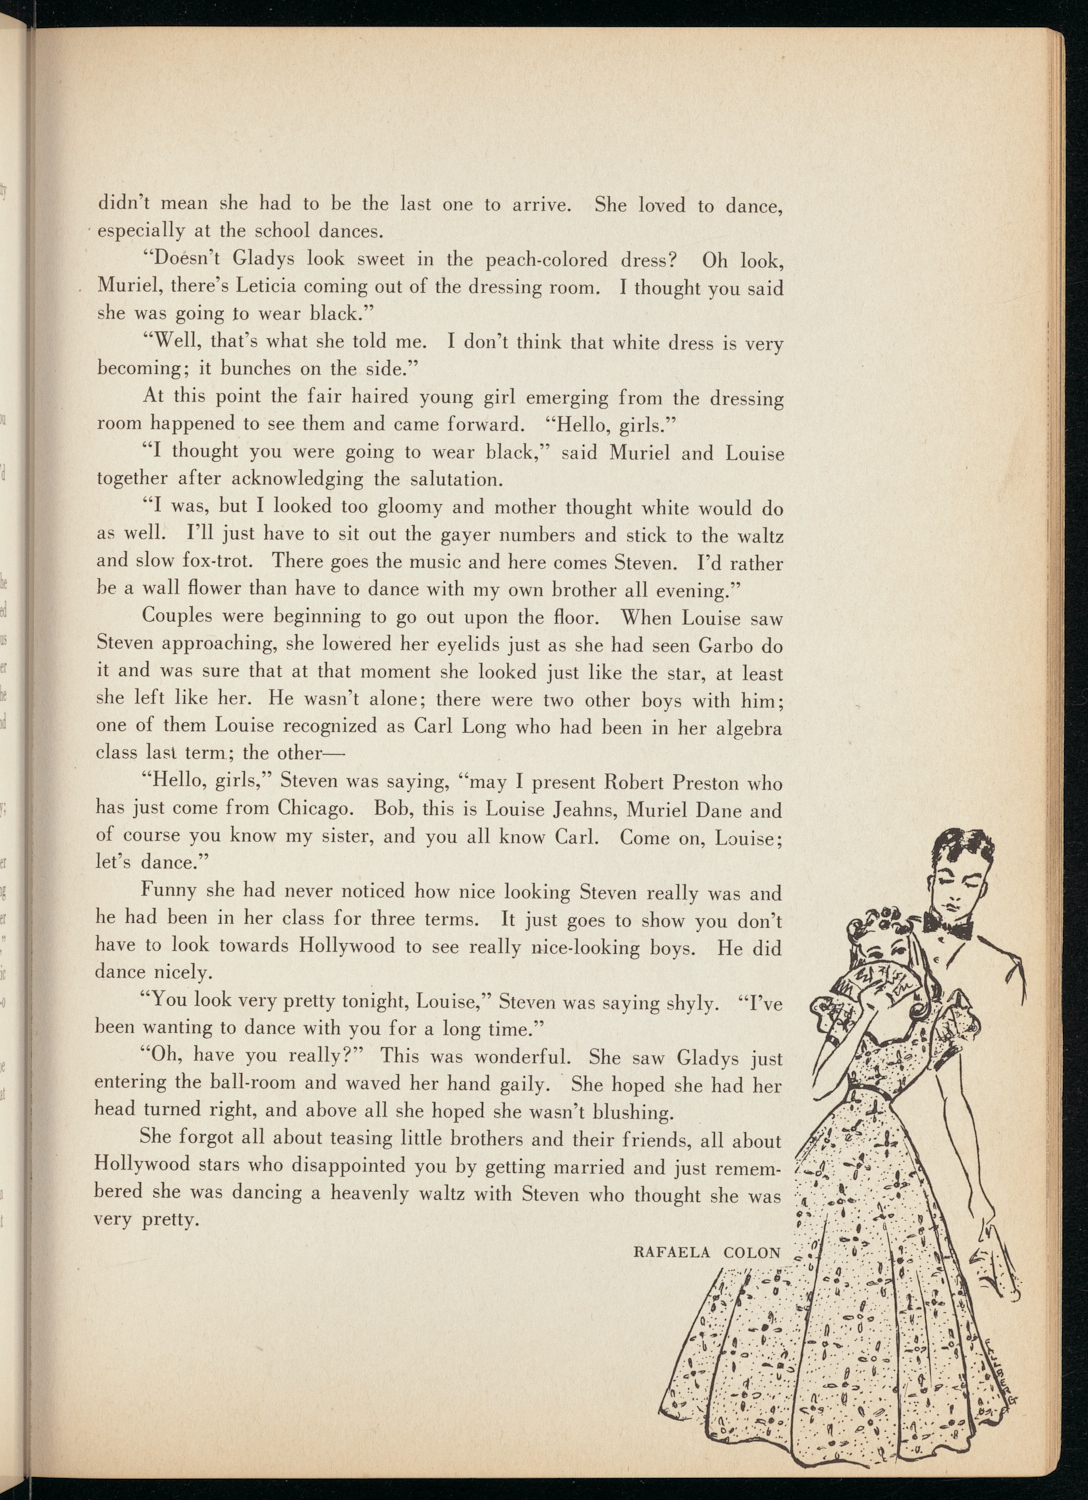 didn't mean she had to be the last one to arrive. She loved to dance,
especially at the school dances.
“Doesn't Gladys look sweet in the peach-colored dress? Oh look,
Muriel, there's Leticia coming out of the dressing room. I thought you said
she was going to wear black.”
“Well, that's what she told me. I don't think that white dress is very
becoming; it bunches on the side.”
At this point the fair haired young girl emerging from the dressing
room happened to see them and came forward. “Hello, girls.”
“I thought you were going to wear black,” said Muriel and Louise
together after acknowledging the salutation.
“I was, but I looked too gloomy and mother thought white would do
as well. I'll just have to sit out the gayer numbers and stick to the waltz
and slow fox-trot. There goes the music and here comes Steven. I'd rather
be a wall flower than have to dance with my own brother all evening.”
Couples were beginning to go out upon the floor. When Louise saw
Steven approaching, she lowered her eyelids just as she had seen Garbo do
it and was sure that at that moment she looked just like the star, at least
she left like her. He wasn't alone; there were two other boys with him;
one of them Louise recognized as Carl Long who had been in her algebra
class last term; the other—
“Hello, girls,” Steven was saying, “may I present Robert Preston who
has just come from Chicago. Bob, this is Louise Jeahns, Muriel Dane and
of course you know my sister, and you all know Carl. Come on, Louise;
let's dance.”
Funny she had never noticed how nice looking Steven really was and
he had been in her class for three terms. It just goes to show you don't
have to look towards Hollywood to see really nice-looking boys. He did
dance nicely.
“You look very pretty tonight, Louise,” Steven was saying shyly. “I've
been wanting to dance with you for a long time.”
“Oh, have you really?” This was wonderful. She saw Gladys just
entering the ball-room and waved her hand gaily. She hoped she had her
head turned right, and above all she hoped she wasn't blushing.
She forgot all about teasing little brothers and their friends, all about
Hollywood stars who disappointed you by getting married and just remem-
bered she was dancing a heavenly waltz with Steven who thought she was
very pretty.
RAFAELA COLON